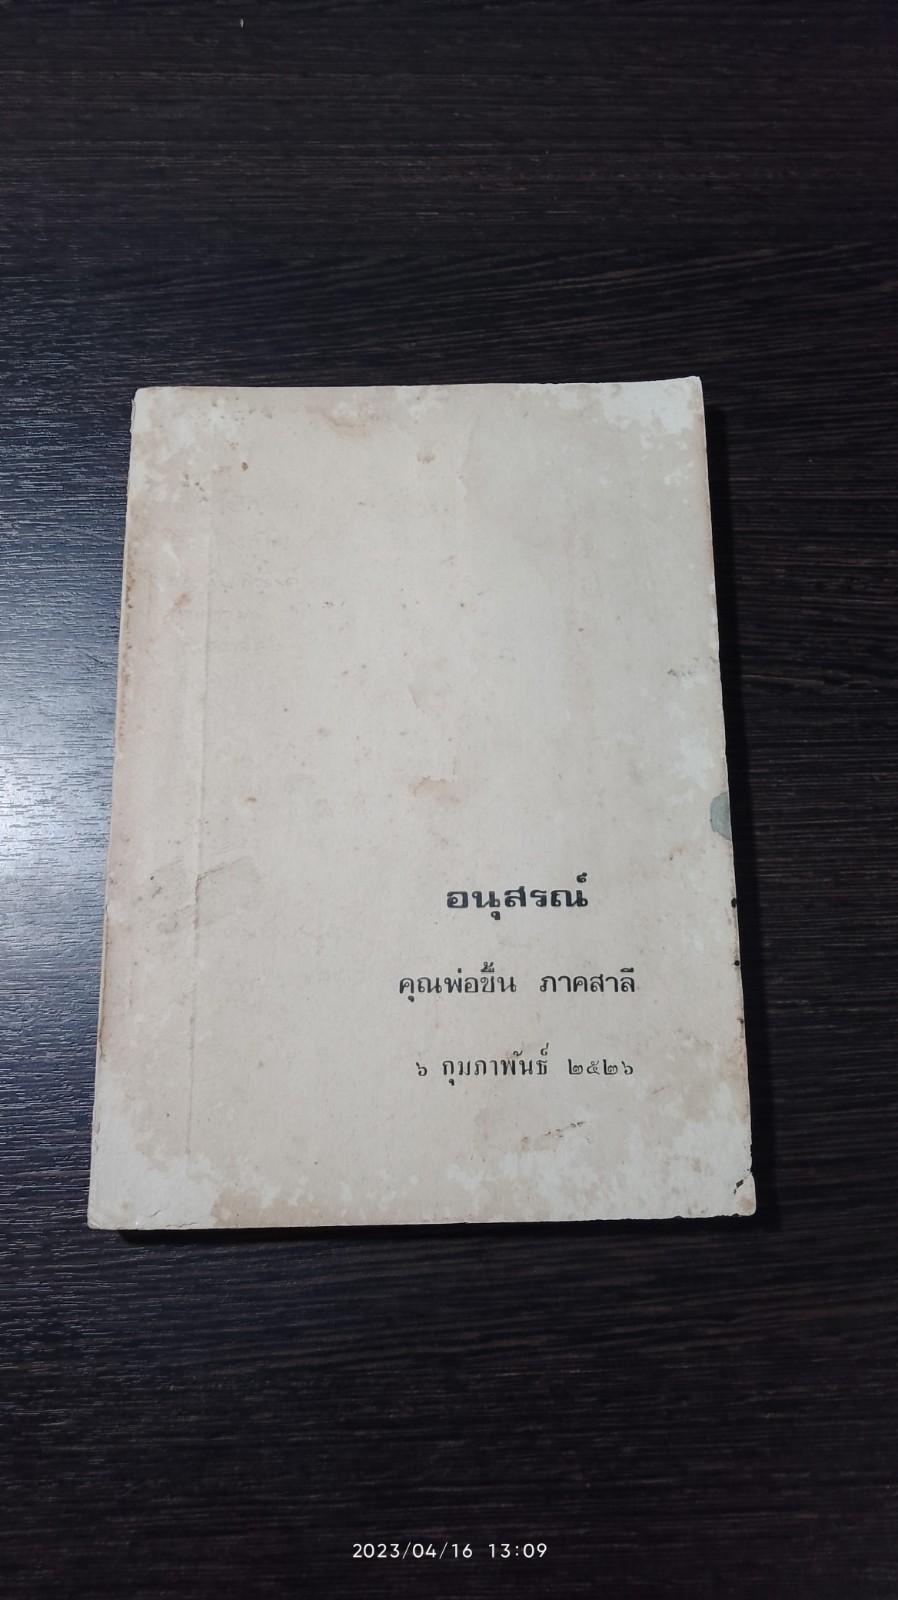 อนุสรณ์
คุณพ่อขึ้น ภาคสาลี
๖ กุมภาพันธ์ ๒๕๒๖
2023/04/16 13:09